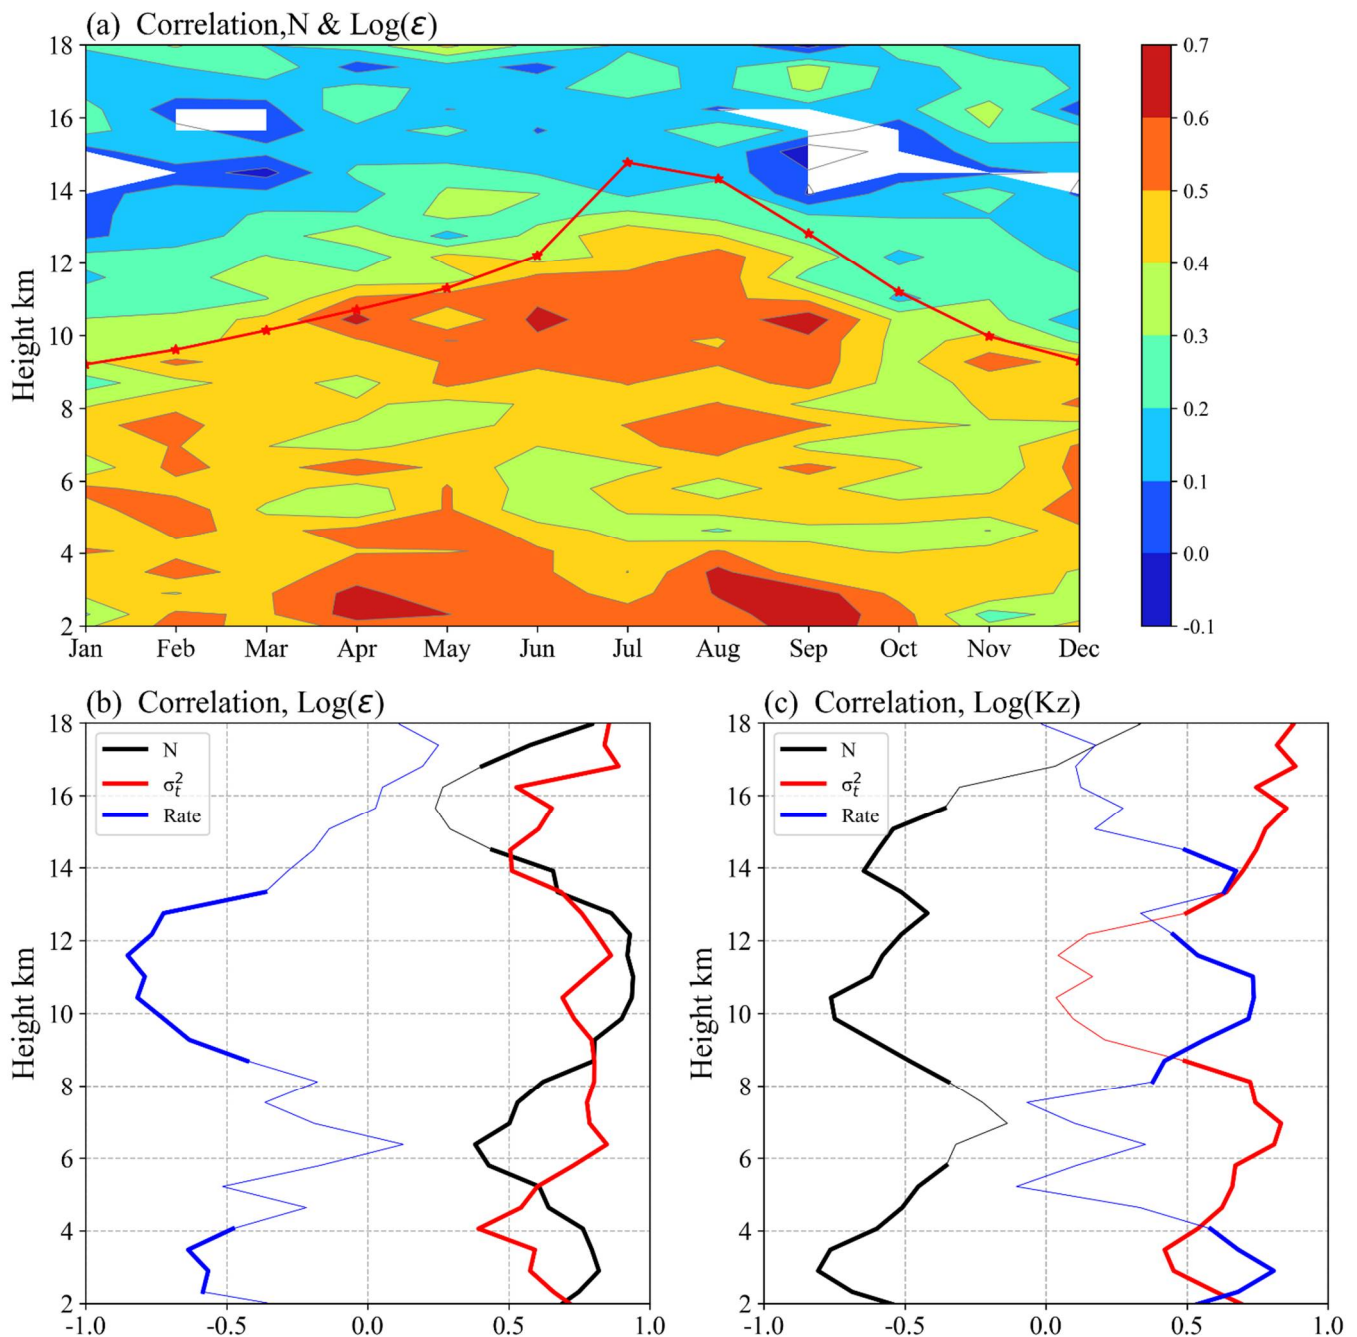 (a) Correlation,N & Log(ε)
18
16
14
12
10
8
6
4
2
Height km
Jan Feb Mar Apr May Jun Jul Aug Sep Oct Nov Dec
0.7
0.6
0.5
0.4
0.3
0.2
0.1
0.0
-0.1
(b) Correlation, Log(ε)
N
σ²ₜ
Rate
18
16
14
12
10
8
6
4
2
Height km
-1.0 -0.5 0.0 0.5 1.0
(c) Correlation, Log(Kz)
N
σ²ₜ
Rate
18
16
14
12
10
8
6
4
2
Height km
-1.0 -0.5 0.0 0.5 1.0